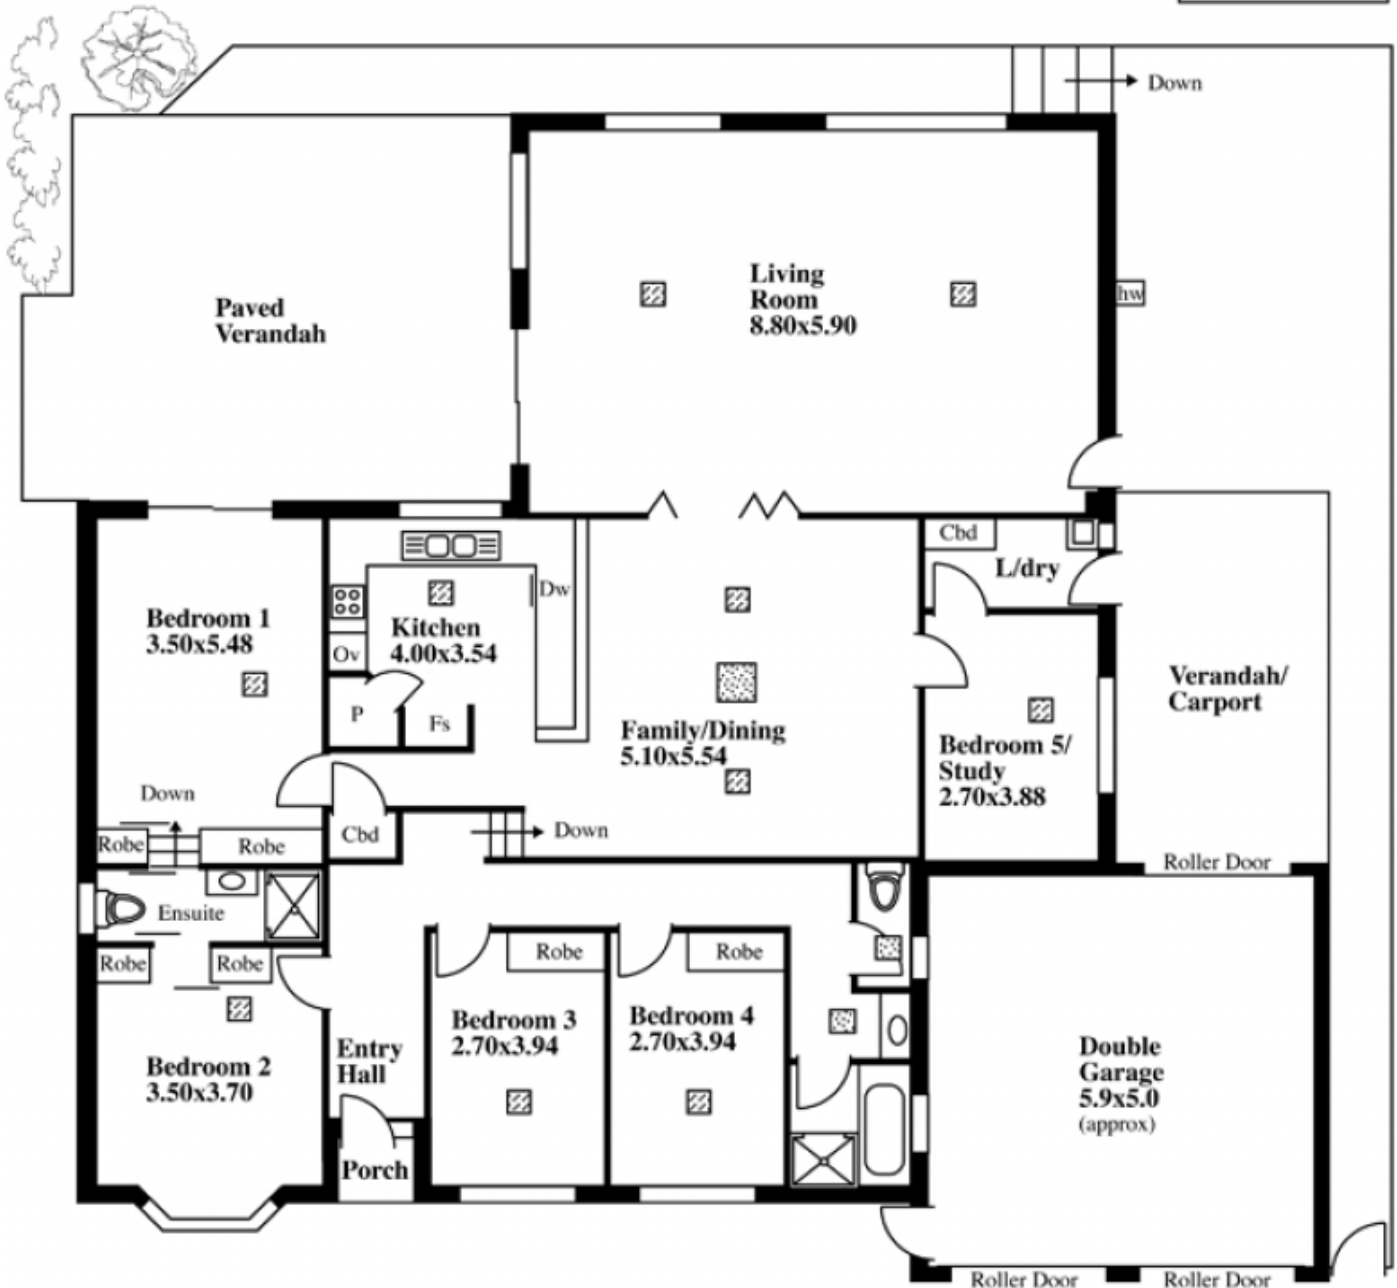 Down
Living
Room
8.80x5.90
hw
Paved
Verandah
Cbd
L/dry
Dw
Bedroom 1
3.50x5.48
Kitchen
4.00x3.54
Ov
P
Fs
Family/Dining
5.10x5.54
Verandah/
Carport
Bedroom 5/
Study
2.70x3.88
Down
Robe
Robe
Cbd
Down
Roller Door
Ensuite
Robe
Robe
Robe
Robe
Bedroom 3
2.70x3.94
Bedroom 4
2.70x3.94
Entry
Hall
Bedroom 2
3.50x3.70
Double
Garage
5.9x5.0
(approx)
Porch
Roller Door
Roller Door